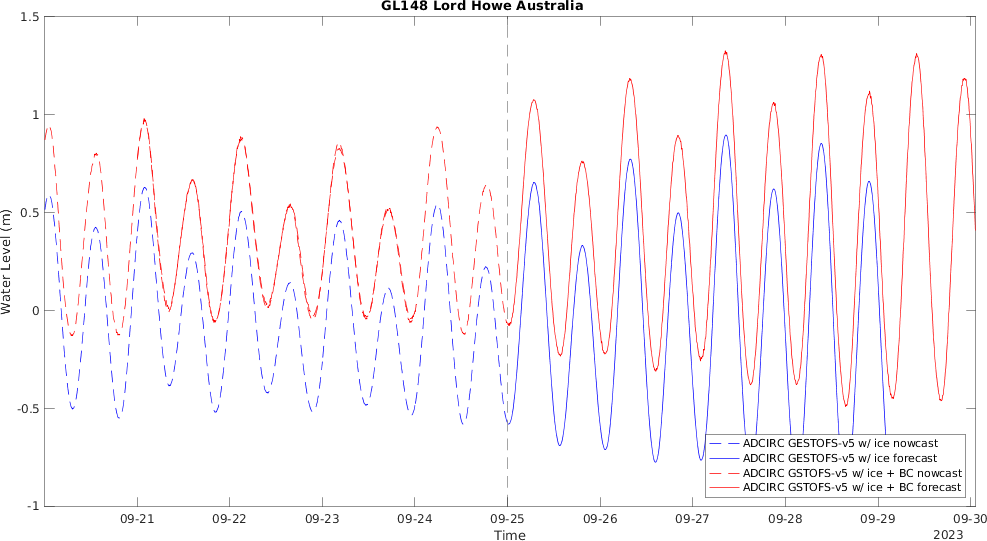 GL148 Lord Howe Australia
1.5
1
0.5
0
-0.5
-1
Water Level (m)
ADCIRC GESTOFS-v5 w/ ice nowcast
ADCIRC GESTOFS-v5 w/ ice forecast
ADCIRC GSTOFS-v5 w/ ice + BC nowcast
ADCIRC GSTOFS-v5 w/ ice + BC forecast
09-21 09-22 09-23 09-24 09-25 09-26 09-27 09-28 09-29 09-30
Time
2023